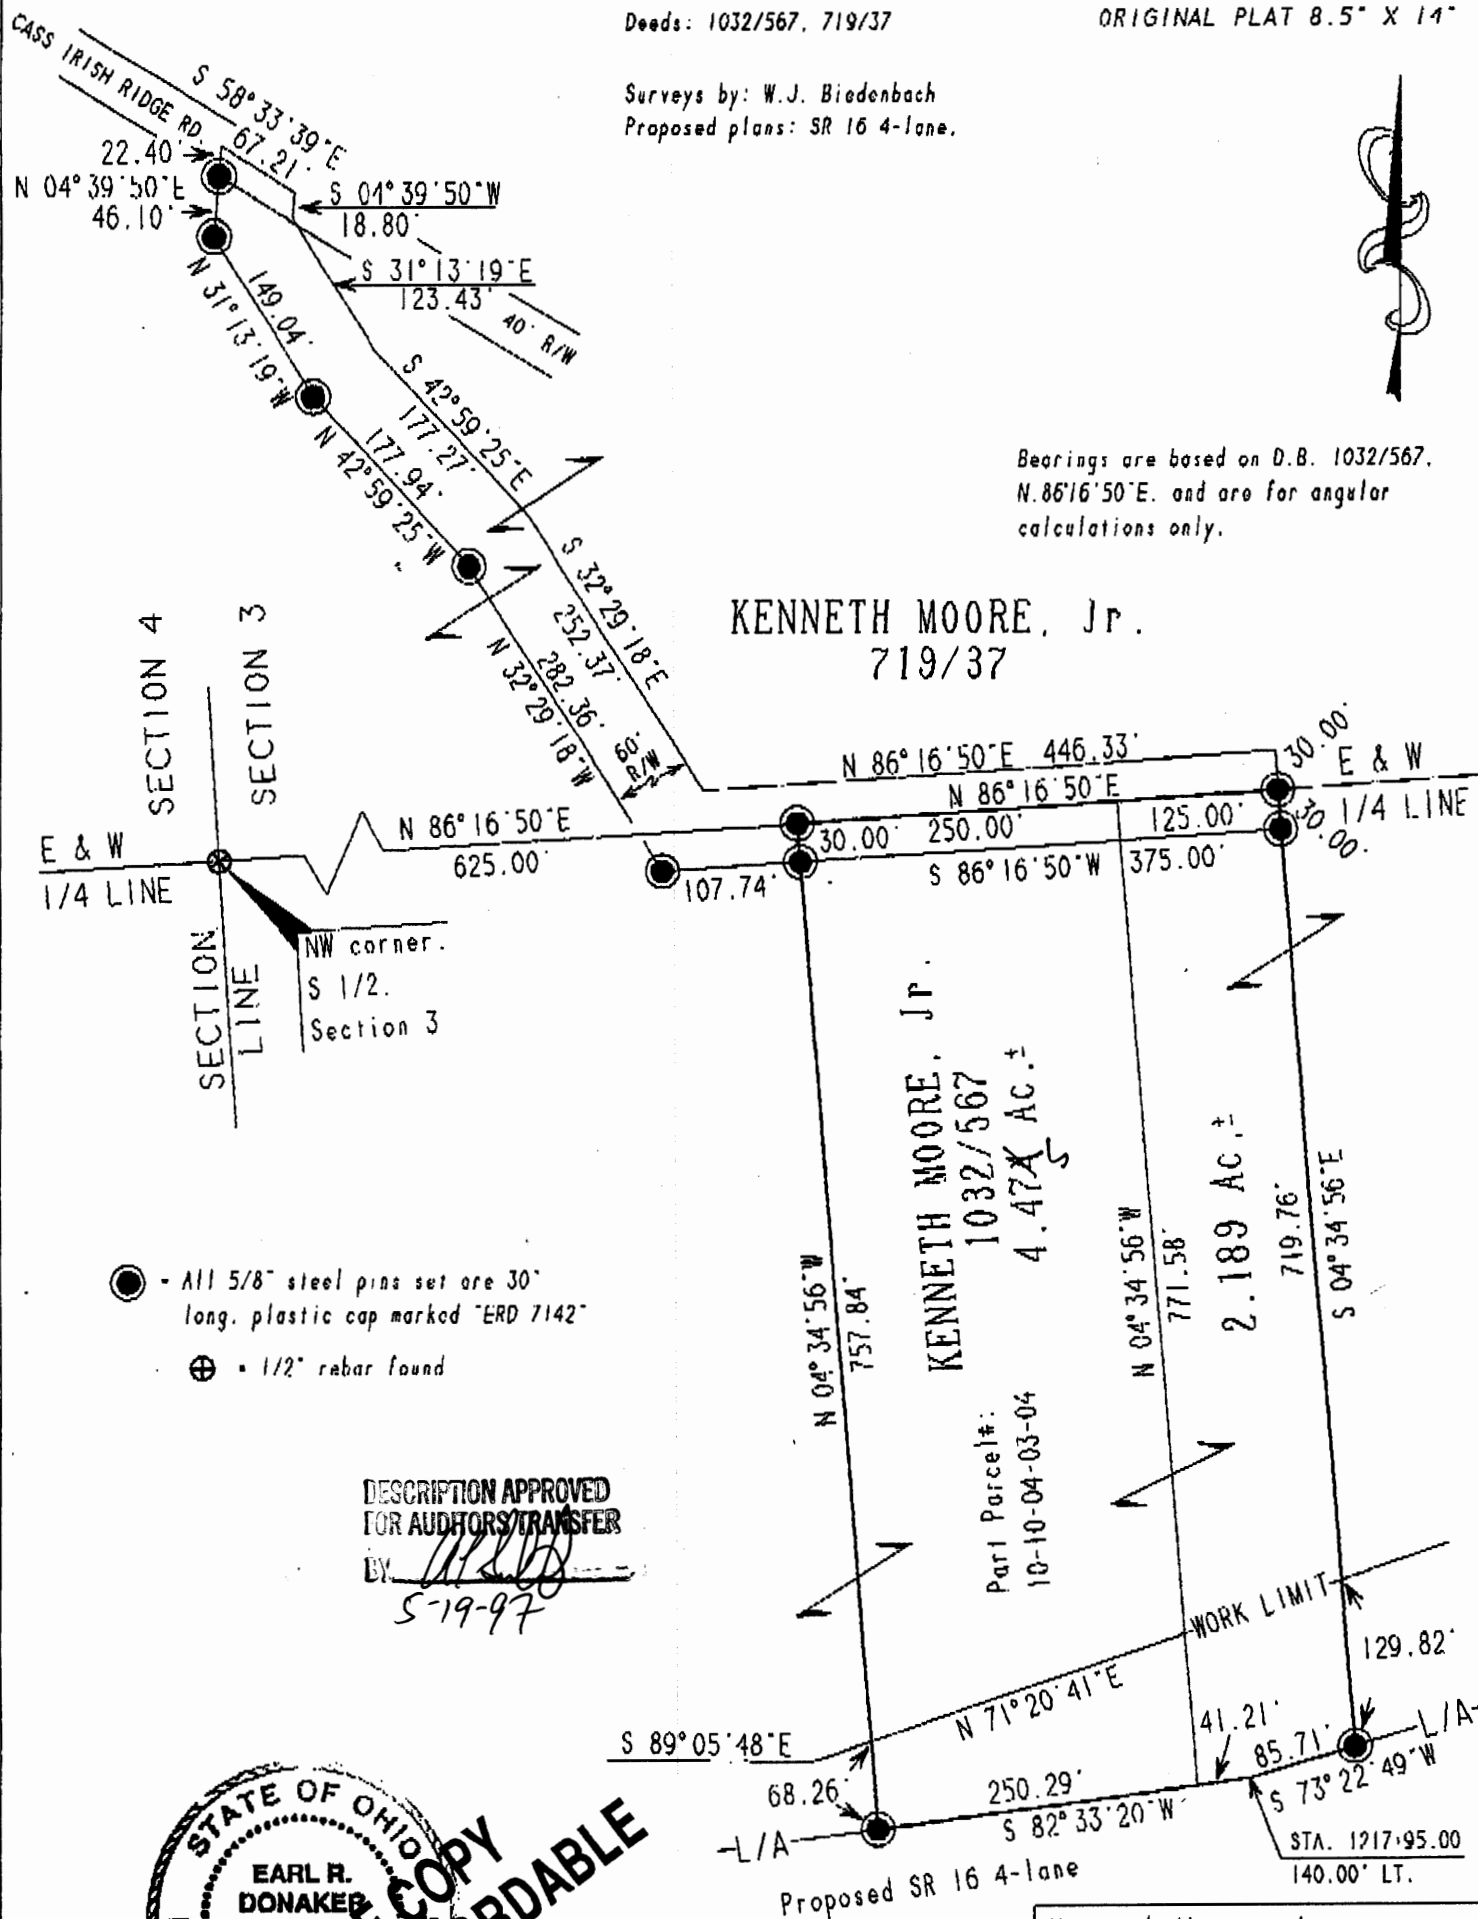 Deeds: 1032/567, 719/37
ORIGINAL PLAT 8.5" X 14"
Surveys by: W.J. Biedenbach
Proposed plans: SR 16 4-lane.
CASS IRISH RIDGE RD.
S 58°33'39"E
67.21'
22.40'
N 04°39'50"E
46.10'
S 04°39'50"W
18.80'
S 31°13'19"E
123.43'
40' R/W
149.04'
N 31°13'19"W
S 42°59'25"E
177.27'
177.94'
N 42°59'25"W
Bearings are based on D.B. 1032/567,
N.86°16'50"E. and are for angular
calculations only.
S 32°29'18"E
252.37'
282.36'
N 32°29'18"W
60'
R/W
KENNETH MOORE, Jr.
719/37
SECTION 4
SECTION 3
N 86°16'50"E 446.33'
30.00'
E & W
1/4 LINE
N 86°16'50"E
30.00' 250.00' 125.00'
30.00'
N 86°16'50"E
625.00'
E & W
1/4 LINE
107.74'
S 86°16'50"W 375.00'
NW corner.
S 1/2.
Section 3
SECTION
LINE
KENNETH MOORE, Jr.
1032/567
4.47 5 Ac.±
2.189 Ac.±
N 04°34'56"W
757.84'
N 04°34'56"W
771.58'
719.76'
S 04°34'56"E
Part Parcel#:
10-10-04-03-04
- All 5/8" steel pins set are 30"
long, plastic cap marked "ERD 7142"
- 1/2" rebar found
DESCRIPTION APPROVED
FOR AUDITORS TRANSFER
BY
5-19-97
WORK LIMIT
129.82'
N 71°20'41"E
S 89°05'48"E
68.26'
41.21'
85.71'
L/A
S 73°22'49"W
250.29'
S 82°33'20"W
L/A
STA. 1217+95.00
140.00' LT.
Proposed SR 16 4-lane
STATE OF OHIO
EARL R.
DONAKER
COPY